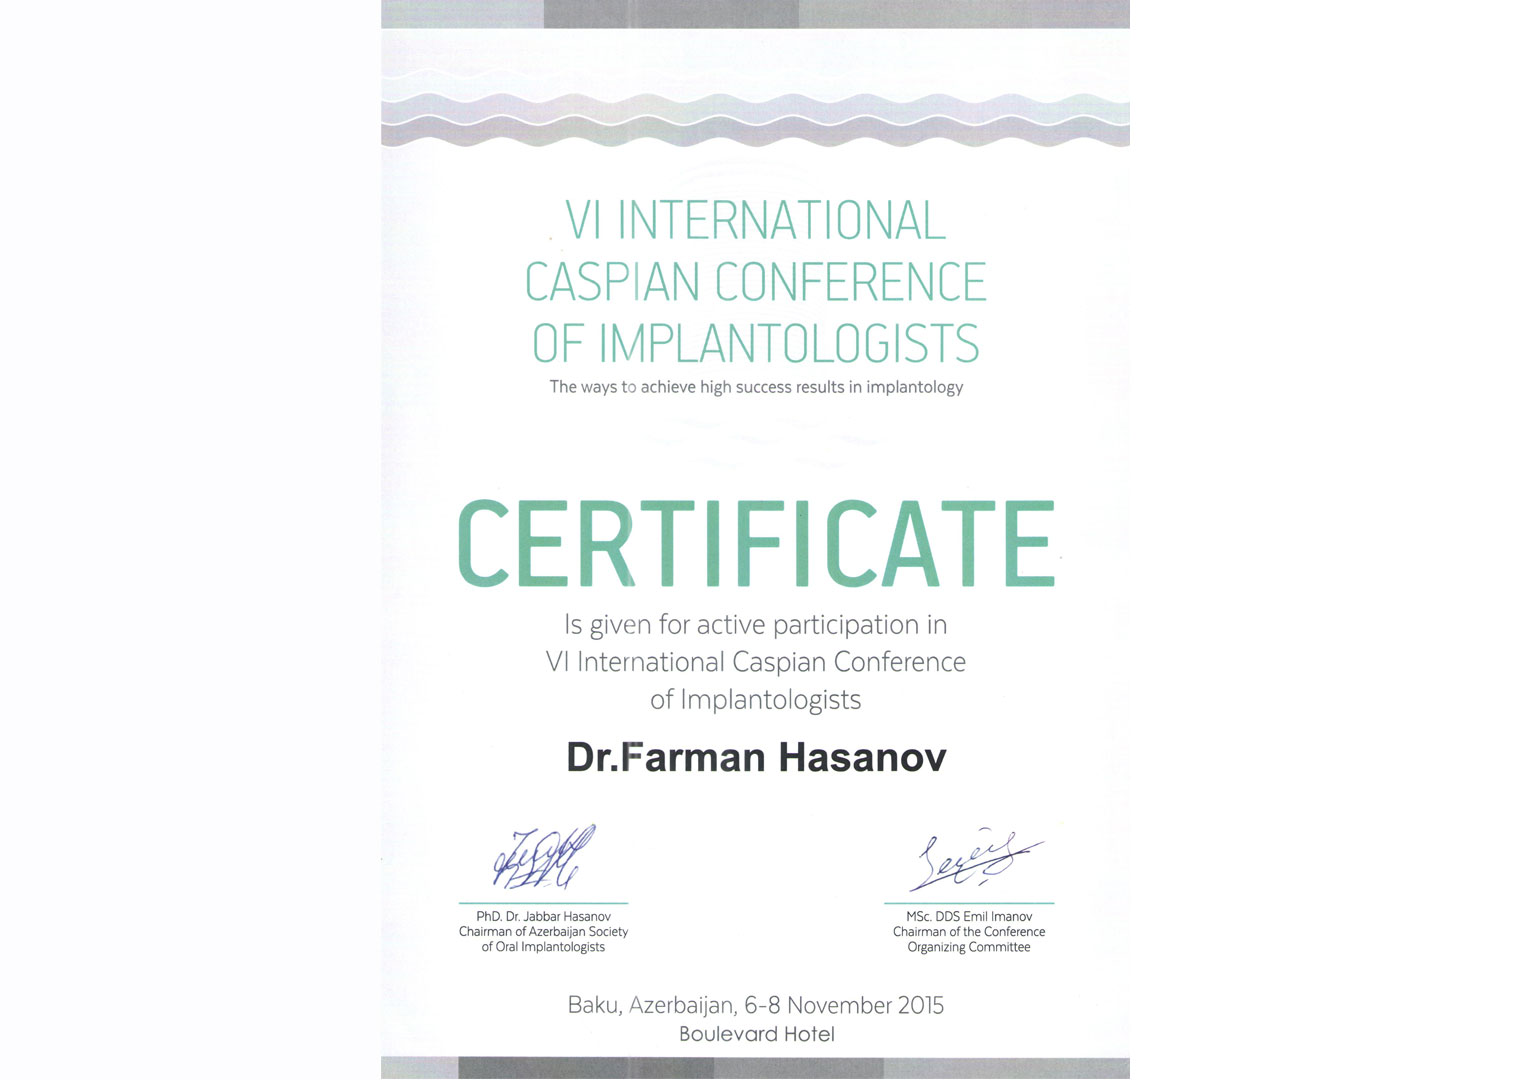 VI INTERNATIONAL
CASPIAN CONFERENCE
OF IMPLANTOLOGISTS
The ways to achieve high success results in implantology
CERTIFICATE
Is given for active participation in
VI International Caspian Conference
of Implantologists
Dr.Farman Hasanov
PhD. Dr. Jabbar Hasanov
Chairman of Azerbaijan Society
of Oral Implantologists
MSc. DDS Emil Imanov
Chairman of the Conference
Organizing Committee
Baku, Azerbaijan, 6-8 November 2015
Boulevard Hotel